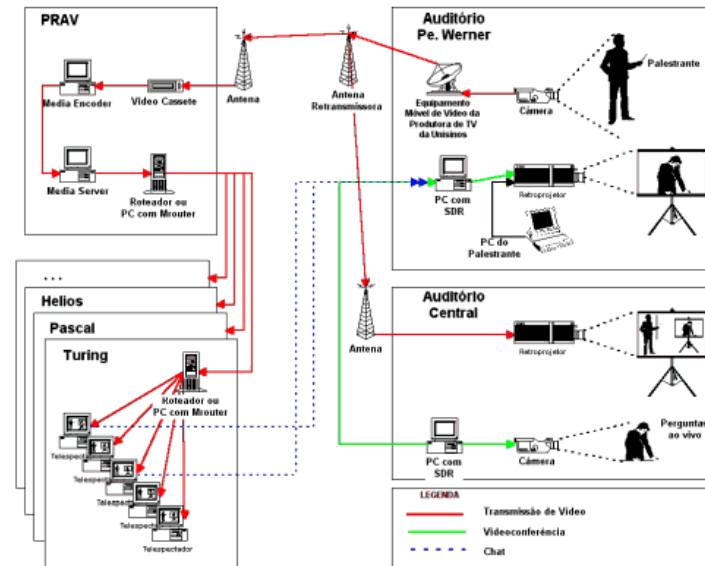 PRAV
Media Encoder
Vídeo Cassete
Antena
Media Server
Roteador ou
PC com Mrouter
Antena
Retransmissora
Auditório
Pe. Werner
Palestrante
Equipamento
Móvel de Vídeo da
Produtora de TV
da Unisinos
Câmera
PC com
SDR
Retroprojetor
PC do
Palestrante
...
Helios
Pascal
Turing
Roteador ou
PC com Mrouter
Telespectador
Telespectador
Telespectador
Telespectador
Telespectador
Antena
Auditório
Central
Retroprojetor
PC com
SDR
Câmera
Perguntas
ao vivo
LEGENDA
Transmissão de Vídeo
Videoconferência
Chat